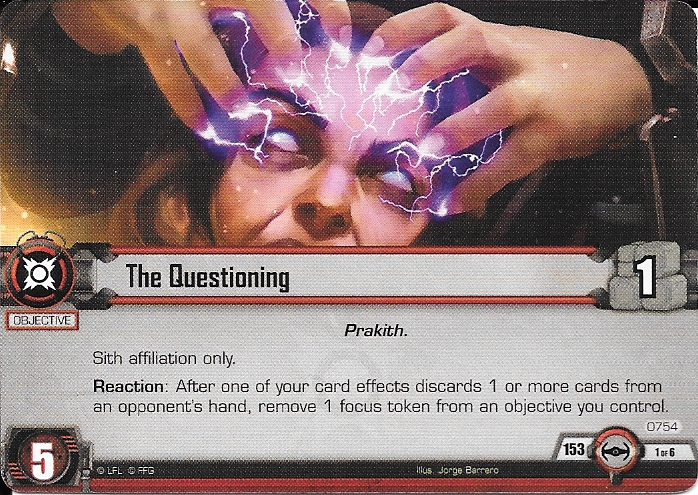 The Questioning
1
OBJECTIVE
Prakith.
Sith affiliation only.
Reaction: After one of your card effects discards 1 or more cards from
an opponent's hand, remove 1 focus token from an objective you control.
0754
5
© LFL © FFG
Illus. Jorge Barrero
153
1 OF 6